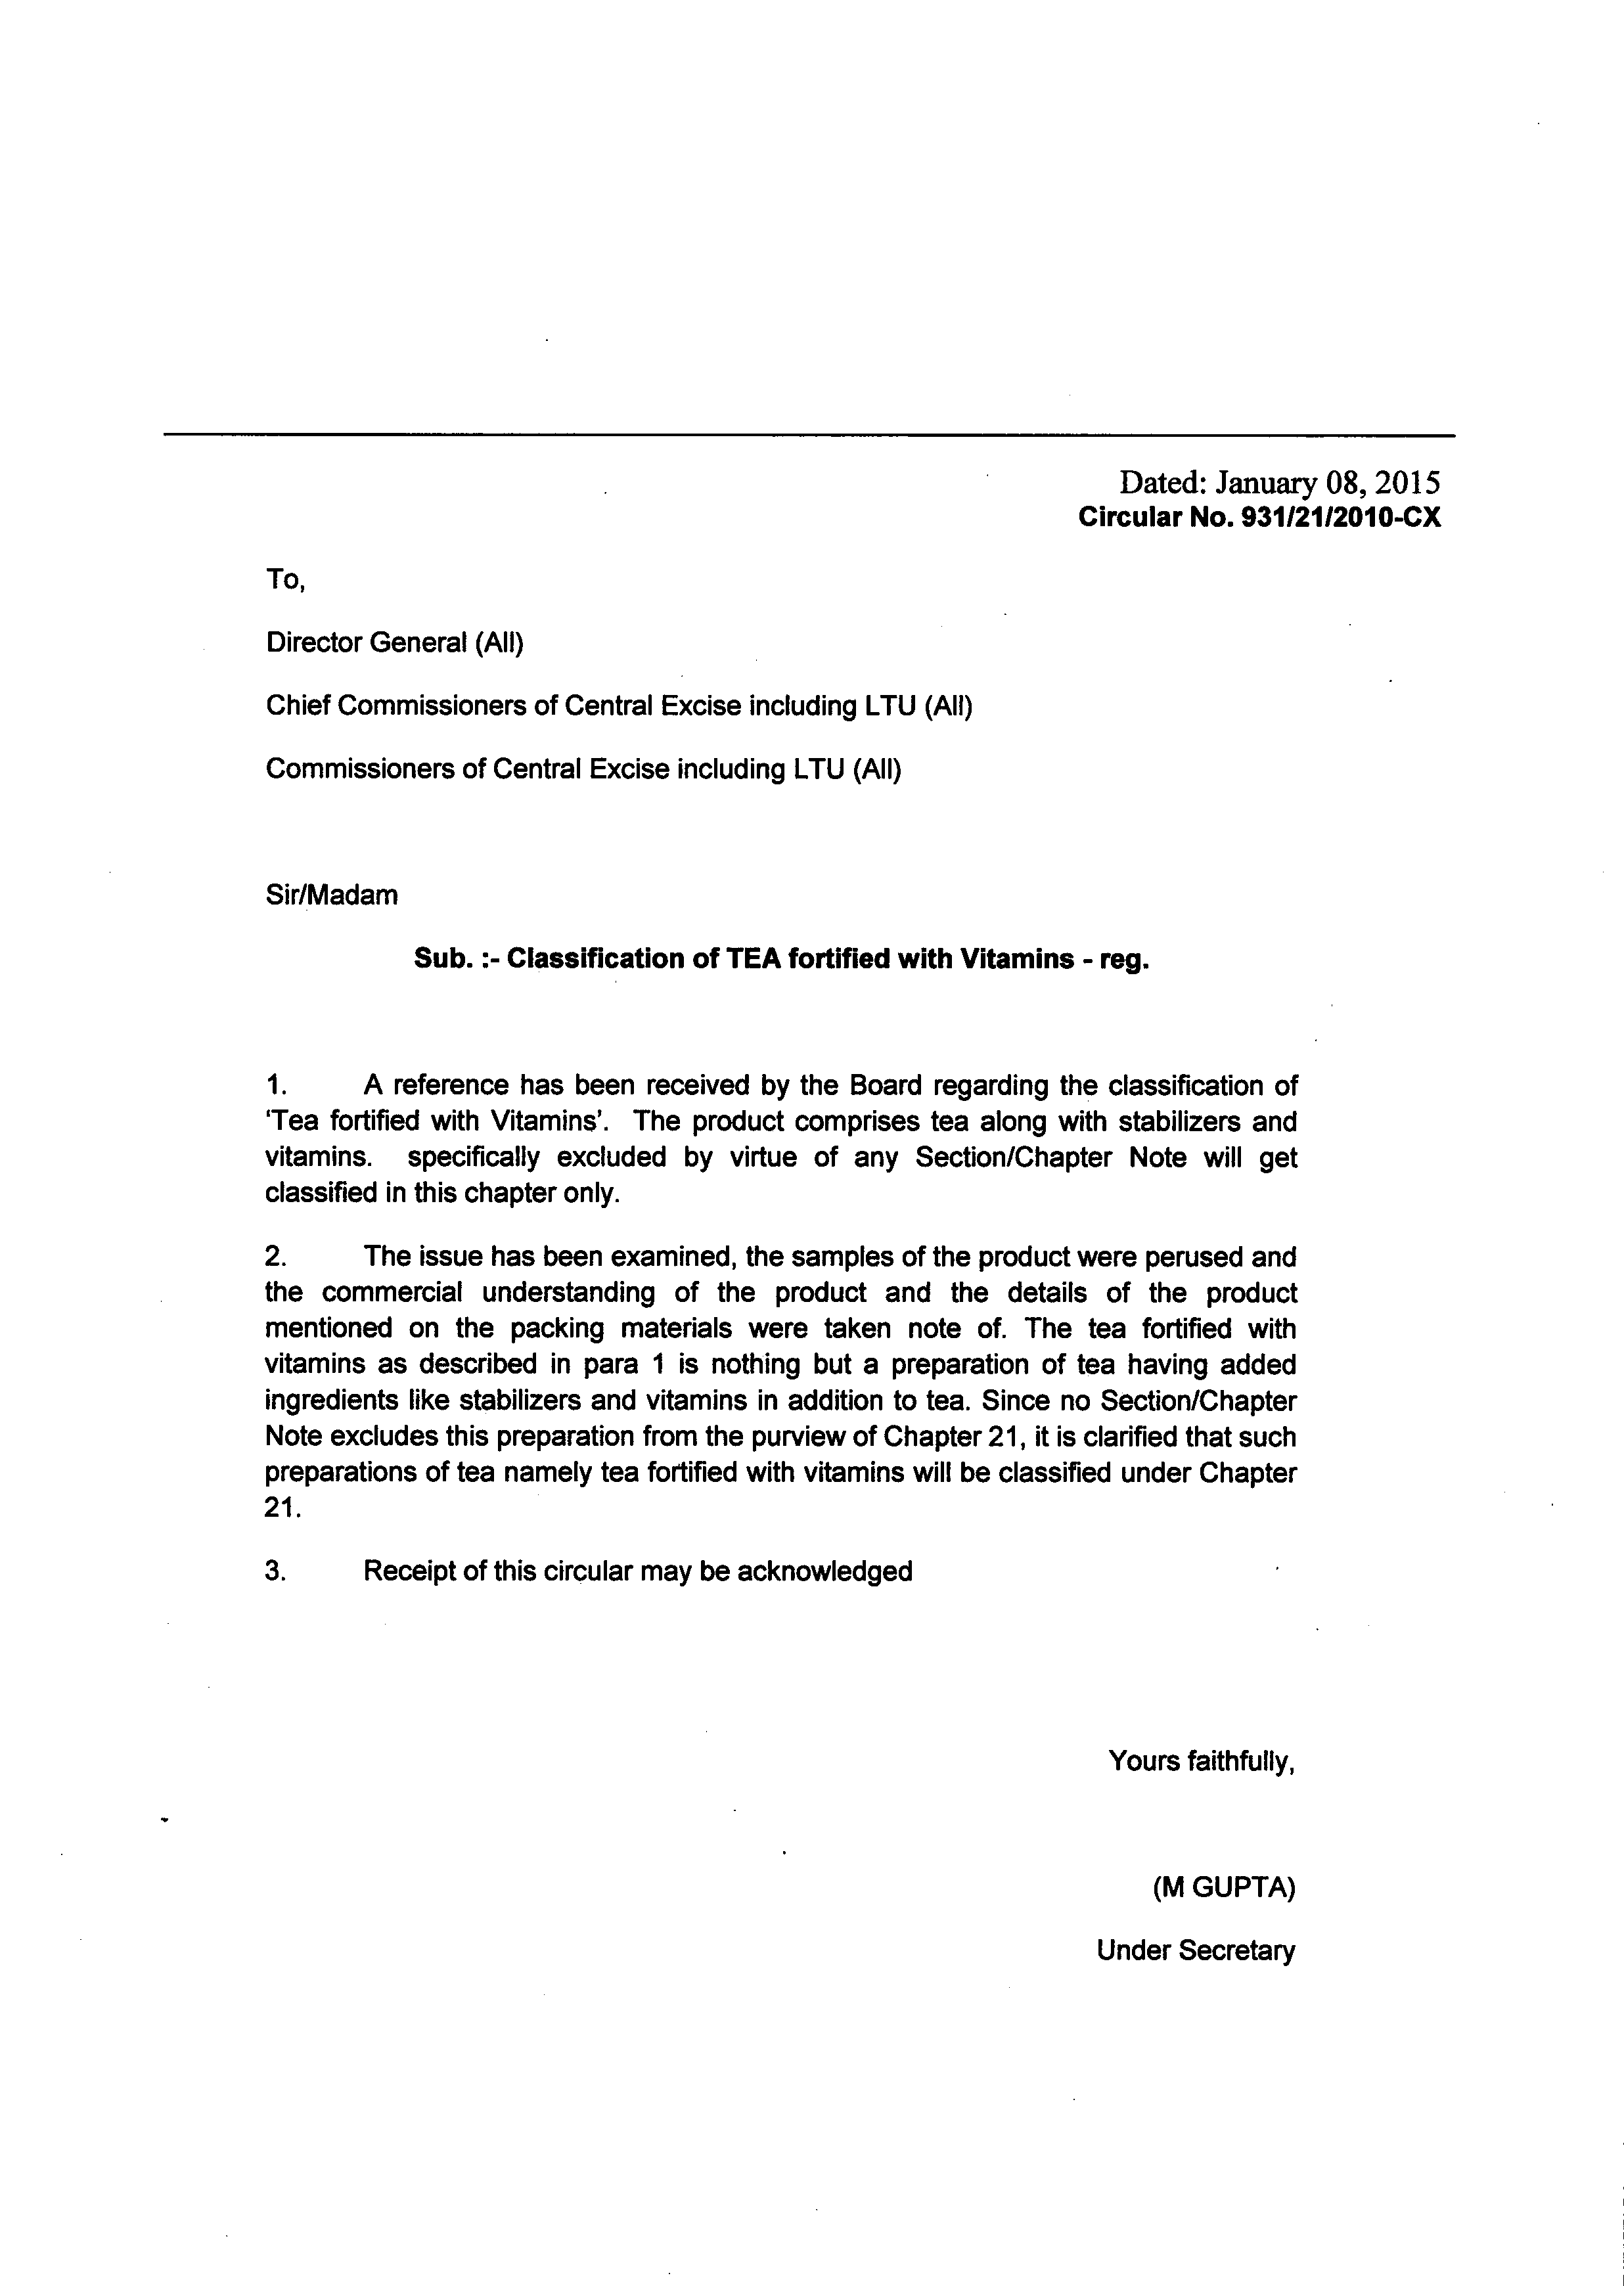 Dated: January 08, 2015
Circular No. 931/21/2010-CX
To,
Director General (All)
Chief Commissioners of Central Excise including LTU (All)
Commissioners of Central Excise including LTU (All)
Sir/Madam
Sub. :- Classification of TEA fortified with Vitamins - reg.
1. A reference has been received by the Board regarding the classification of
‘Tea fortified with Vitamins’. The product comprises tea along with stabilizers and
vitamins. specifically excluded by virtue of any Section/Chapter Note will get
classified in this chapter only.
2. The issue has been examined, the samples of the product were perused and
the commercial understanding of the product and the details of the product
mentioned on the packing materials were taken note of. The tea fortified with
vitamins as described in para 1 is nothing but a preparation of tea having added
ingredients like stabilizers and vitamins in addition to tea. Since no Section/Chapter
Note excludes this preparation from the purview of Chapter 21, it is clarified that such
preparations of tea namely tea fortified with vitamins will be classified under Chapter
21.
3. Receipt of this circular may be acknowledged
Yours faithfully,
(M GUPTA)
Under Secretary